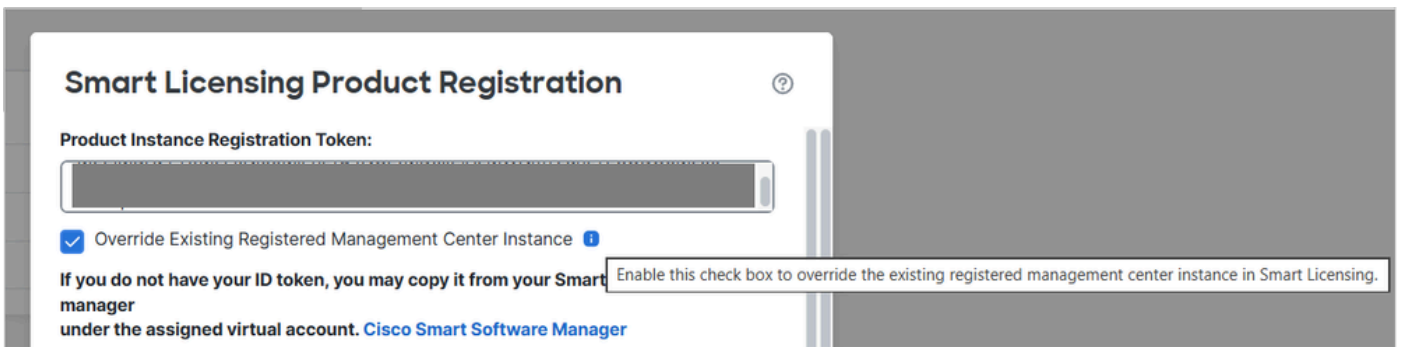 Smart Licensing Product Registration
Product Instance Registration Token:
Override Existing Registered Management Center Instance
Enable this check box to override the existing registered management center instance in Smart Licensing.
If you do not have your ID token, you may copy it from your Smart
manager
under the assigned virtual account. Cisco Smart Software Manager